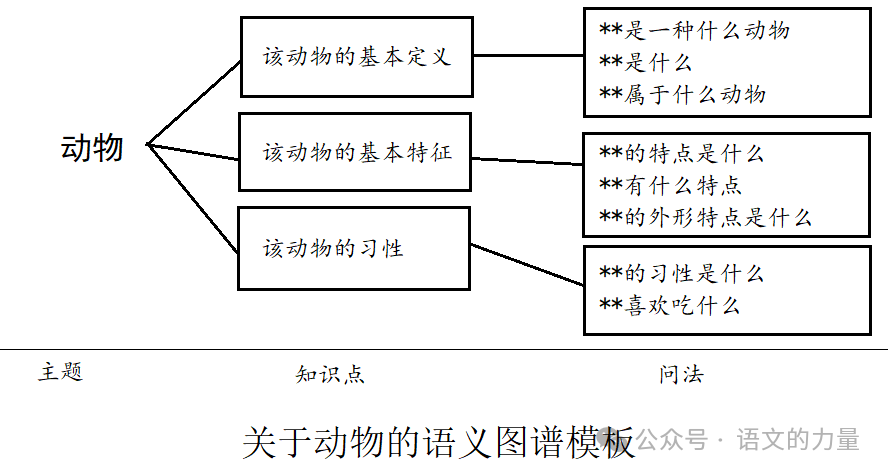 动物
该动物的基本定义
**是一种什么动物
**是什么
**属于什么动物
该动物的基本特征
**的特点是什么
**有什么特点
**的外形特点是什么
该动物的习性
**的习性是什么
**喜欢吃什么
主题 知识点 问法
关于动物的语义图谱模板
公众号 · 语文的力量